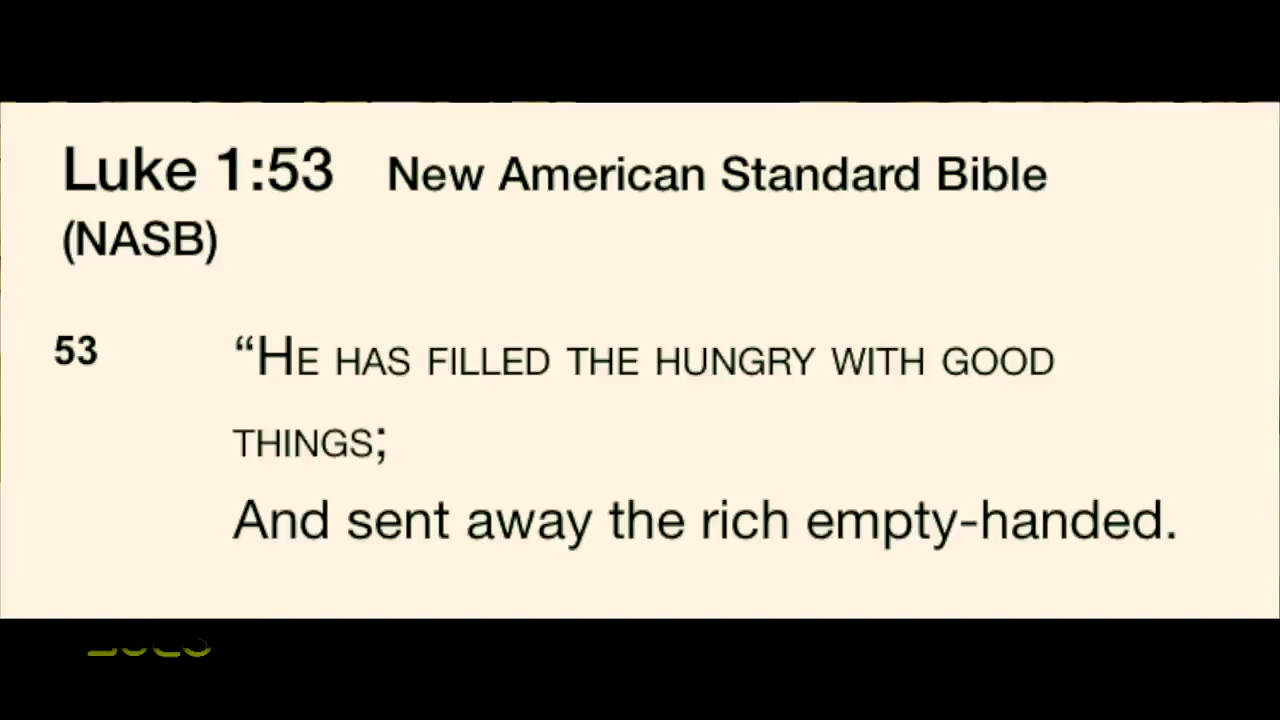 Luke 1:53 New American Standard Bible
(NASB)
53 “HE HAS FILLED THE HUNGRY WITH GOOD
THINGS;
And sent away the rich empty-handed.